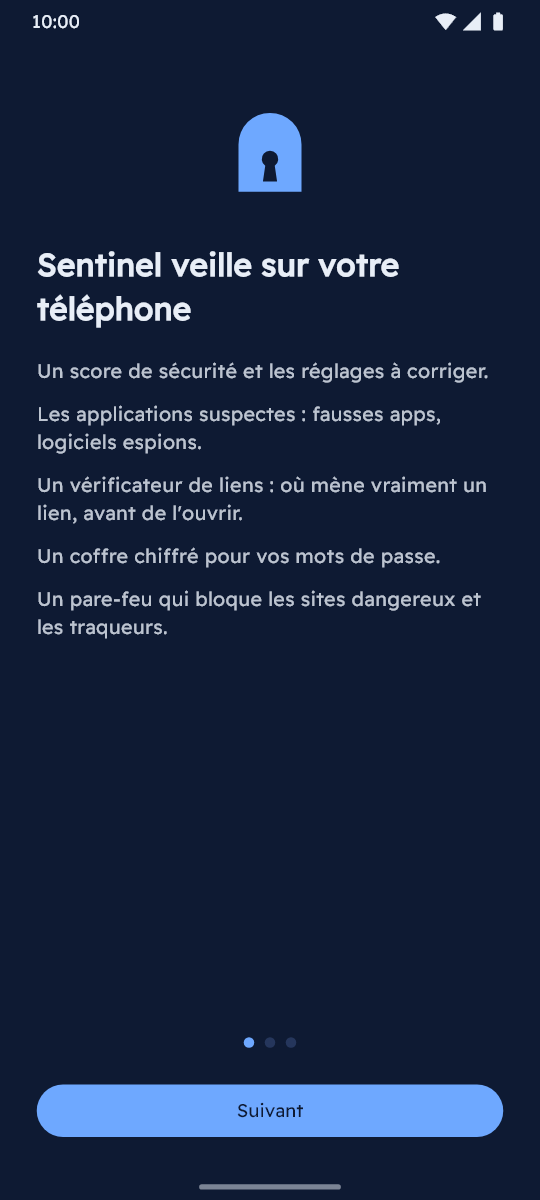 10:00
Sentinel veille sur votre
téléphone
Un score de sécurité et les réglages à corriger.
Les applications suspectes : fausses apps,
logiciels espions.
Un vérificateur de liens : où mène vraiment un
lien, avant de l'ouvrir.
Un coffre chiffré pour vos mots de passe.
Un pare-feu qui bloque les sites dangereux et
les traqueurs.
Suivant